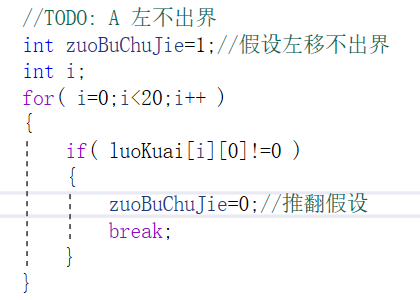 //TODO: A 左不出界
int zuoBuChuJie=1;//假设左移不出界
int i;
for( i=0;i<20;i++ )
{
if( luoKuai[i][0]!=0 )
{
zuoBuChuJie=0;//推翻假设
break;
}
}